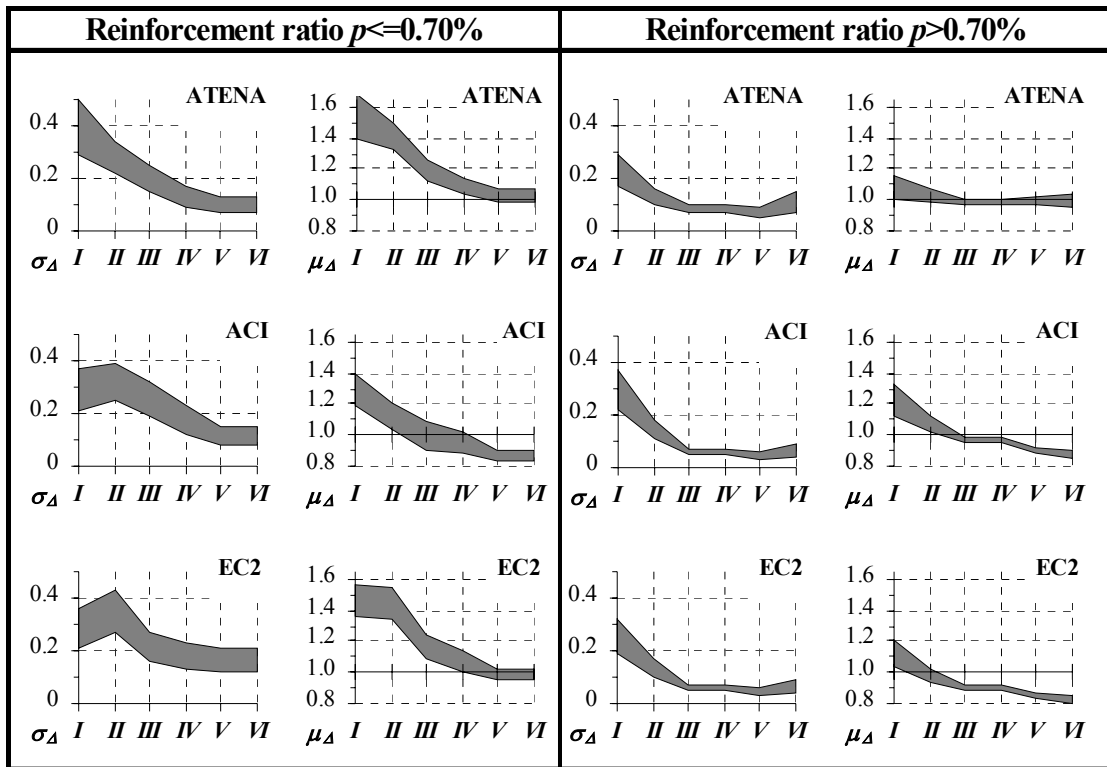 Reinforcement ratio p<=0.70%
Reinforcement ratio p>0.70%
ATENA
0.4
0.2
0
σΔ I II III IV V VI
ATENA
1.6
1.4
1.2
1.0
0.8
μΔ I II III IV V VI
ATENA
0.4
0.2
0
σΔ I II III IV V VI
ATENA
1.6
1.4
1.2
1.0
0.8
μΔ I II III IV V VI
ACI
0.4
0.2
0
σΔ I II III IV V VI
ACI
1.6
1.4
1.2
1.0
0.8
μΔ I II III IV V VI
ACI
0.4
0.2
0
σΔ I II III IV V VI
ACI
1.6
1.4
1.2
1.0
0.8
μΔ I II III IV V VI
EC2
0.4
0.2
0
σΔ I II III IV V VI
EC2
1.6
1.4
1.2
1.0
0.8
μΔ I II III IV V VI
EC2
0.4
0.2
0
σΔ I II III IV V VI
EC2
1.6
1.4
1.2
1.0
0.8
μΔ I II III IV V VI